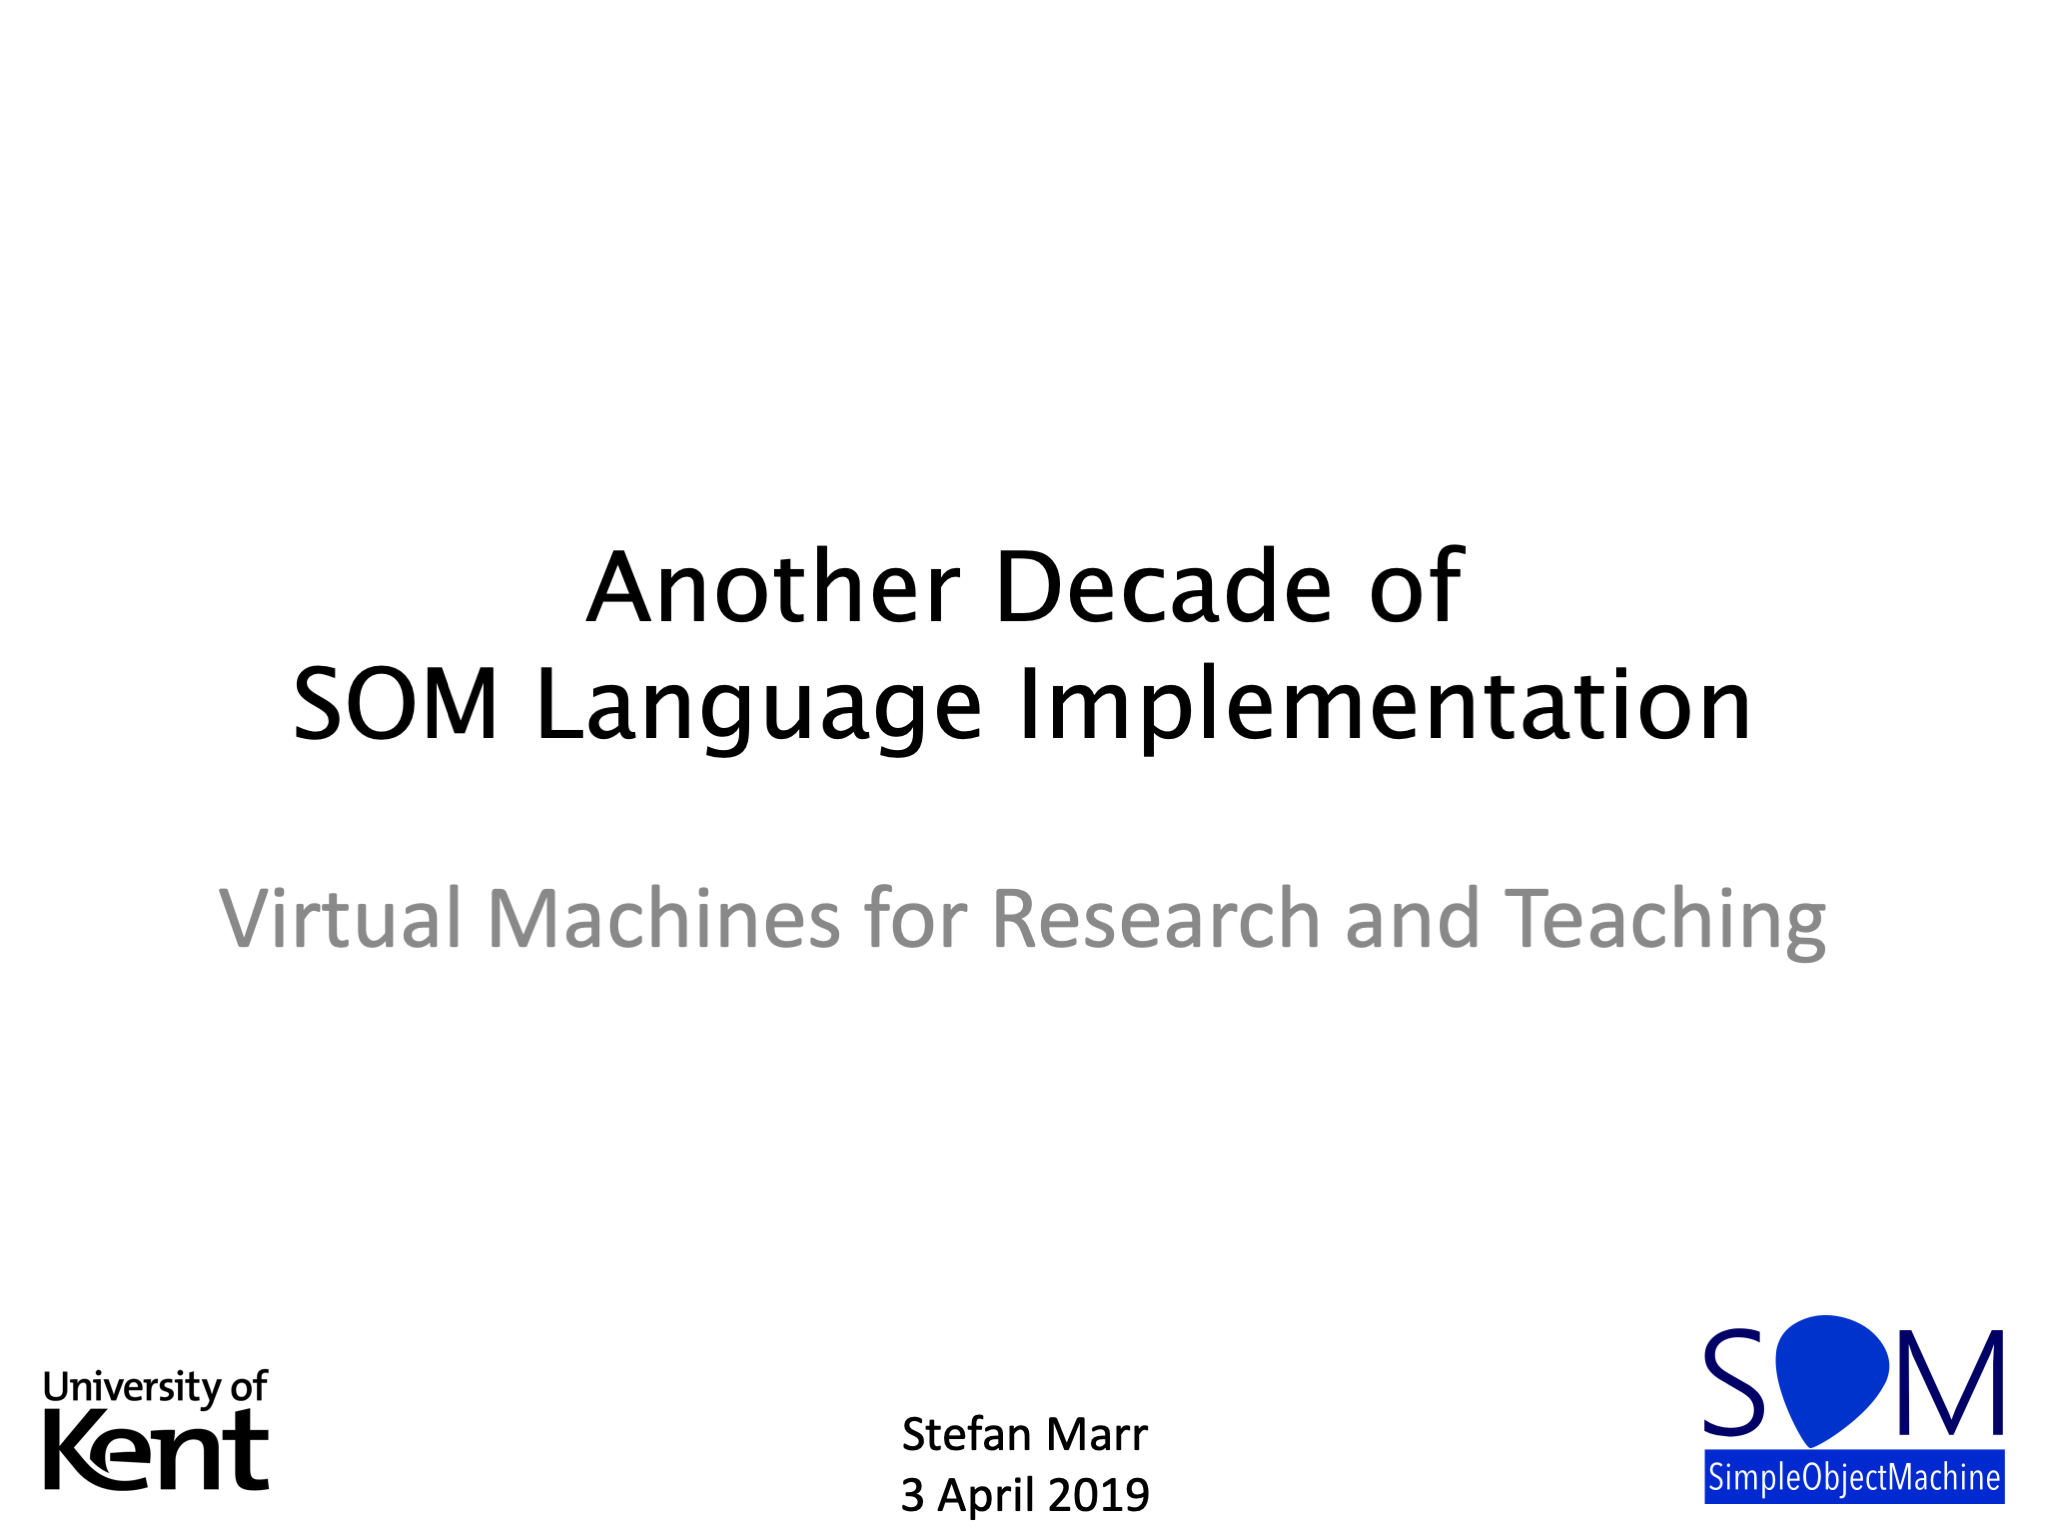 Another Decade of
SOM Language Implementation
Virtual Machines for Research and Teaching
University of
Kent
Stefan Marr
3 April 2019
SOM
SimpleObjectMachine